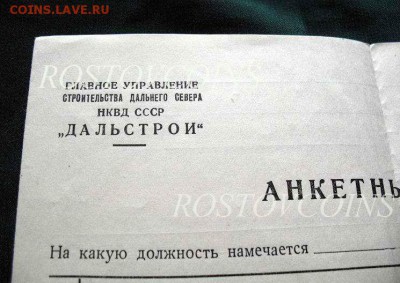 COINS.LAVE.RU
ROSTOVCOINS
ГЛАВНОЕ УПРАВЛЕНИЕ
СТРОИТЕЛЬСТВА ДАЛЬНЕГО СЕВЕРА
НКВД СССР
„ДАЛЬСТРОЙ“
АНКЕТНЫ
ROSTOVCOINS
На какую должность намечается